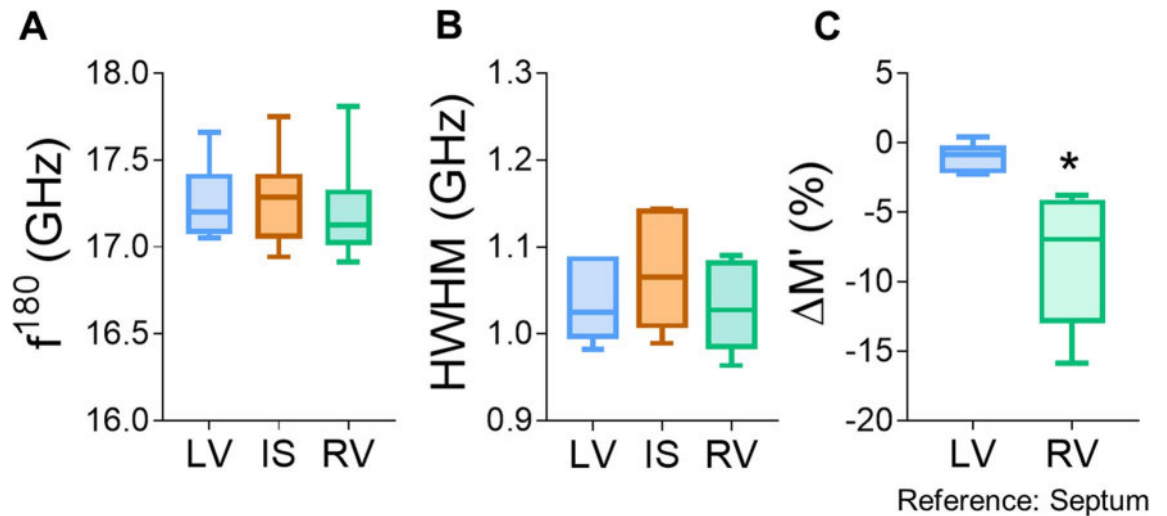 A
f180 (GHz)
18.0
17.5
17.0
16.5
16.0
LV IS RV
B
HWHM (GHz)
1.3
1.2
1.1
1.0
0.9
LV IS RV
C
ΔM' (%)
5
0
-5
-10
-15
-20
*
LV RV
Reference: Septum